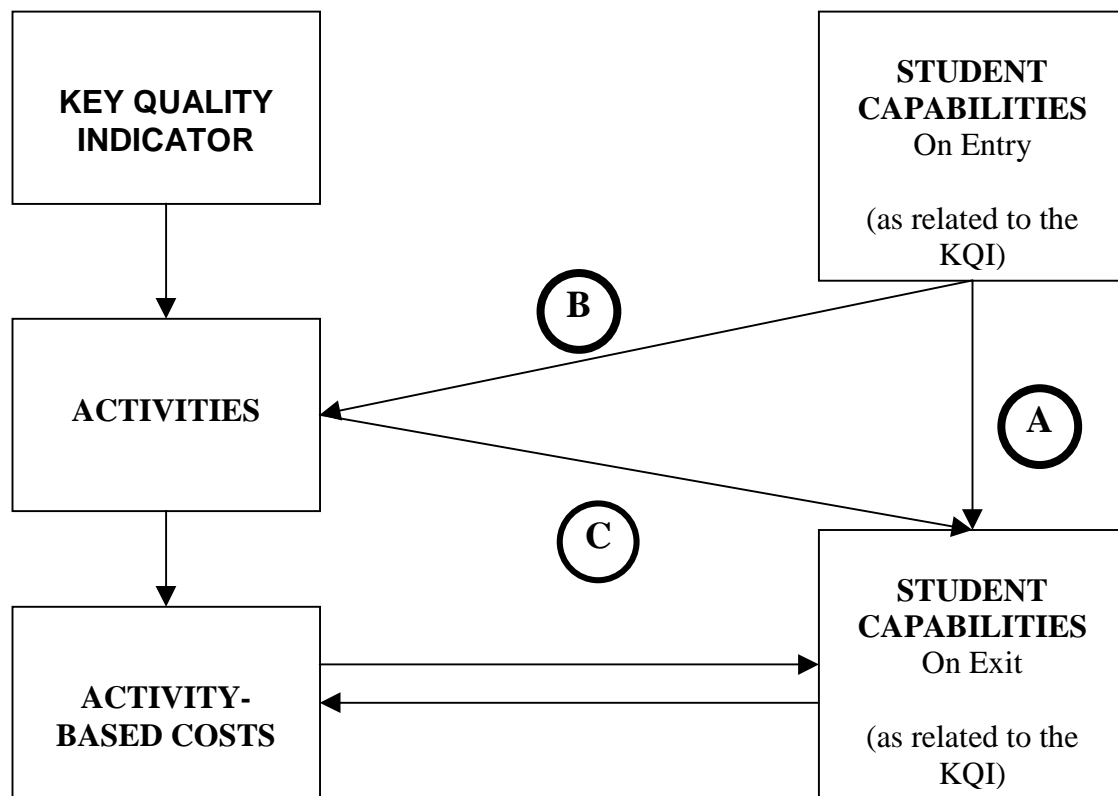 KEY QUALITY
INDICATOR
STUDENT
CAPABILITIES
On Entry
(as related to the
KQI)
B
ACTIVITIES
A
C
STUDENT
CAPABILITIES
On Exit
(as related to the
KQI)
ACTIVITY-
BASED COSTS